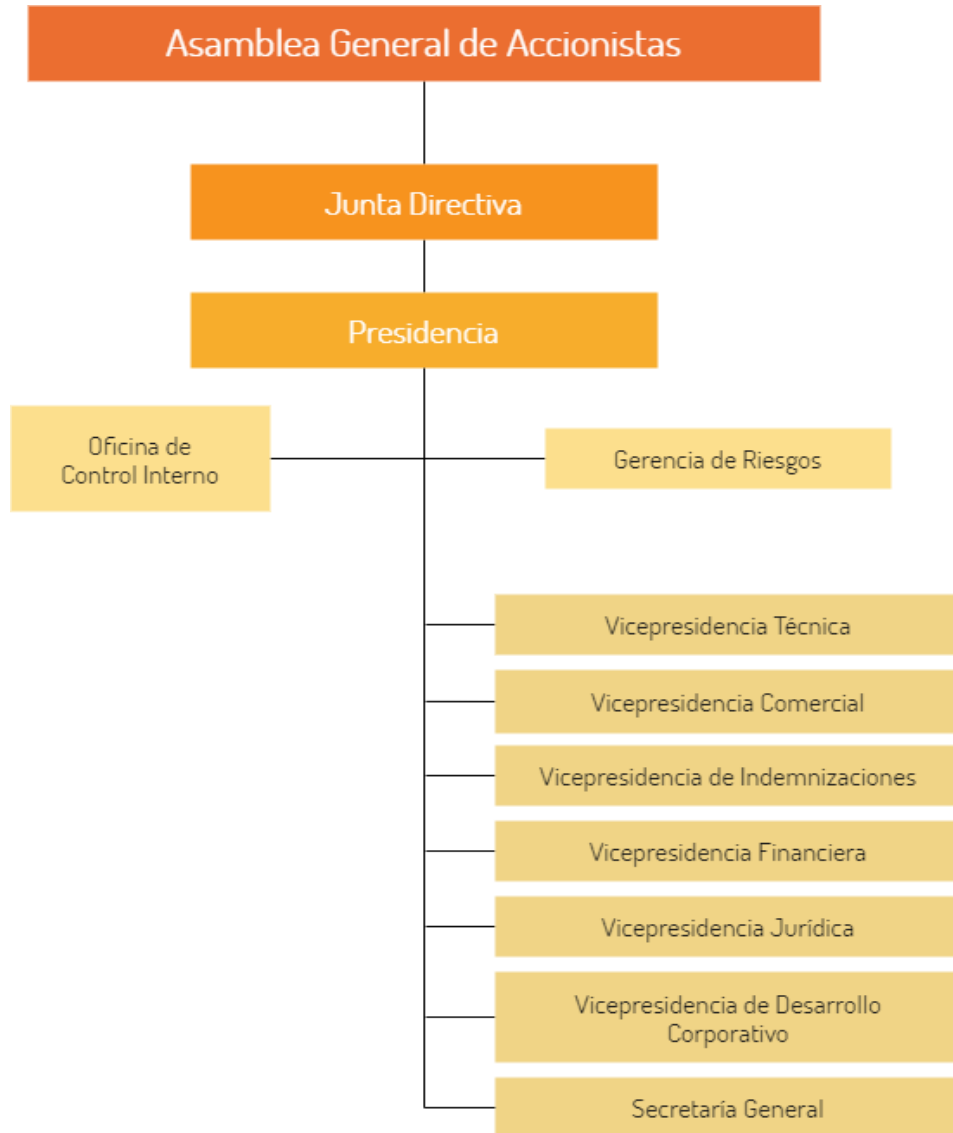 Asamblea General de Accionistas
Junta Directiva
Presidencia
Oficina de
Control Interno
Gerencia de Riesgos
Vicepresidencia Técnica
Vicepresidencia Comercial
Vicepresidencia de Indemnizaciones
Vicepresidencia Financiera
Vicepresidencia Jurídica
Vicepresidencia de Desarrollo
Corporativo
Secretaría General